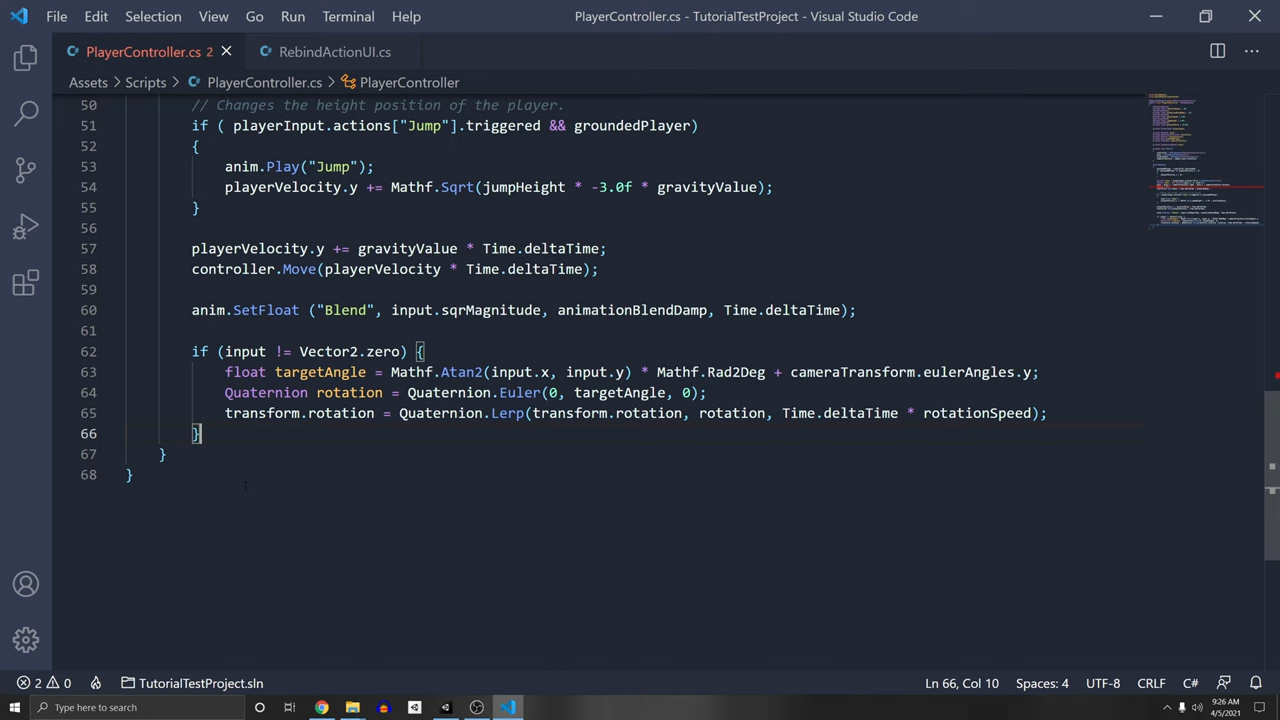 File Edit Selection View Go Run Terminal Help PlayerController.cs - TutorialTestProject - Visual Studio Code
PlayerController.cs 2 RebindActionUI.cs
Assets > Scripts > PlayerController.cs > PlayerController
50 // Changes the height position of the player.
51 if ( playerInput.actions["Jump"].triggered && groundedPlayer)
52 {
53 anim.Play("Jump");
54 playerVelocity.y += Mathf.Sqrt(jumpHeight * -3.0f * gravityValue);
55 }
56
57 playerVelocity.y += gravityValue * Time.deltaTime;
58 controller.Move(playerVelocity * Time.deltaTime);
59
60 anim.SetFloat ("Blend", input.sqrMagnitude, animationBlendDamp, Time.deltaTime);
61
62 if (input != Vector2.zero) {
63 float targetAngle = Mathf.Atan2(input.x, input.y) * Mathf.Rad2Deg + cameraTransform.eulerAngles.y;
64 Quaternion rotation = Quaternion.Euler(0, targetAngle, 0);
65 transform.rotation = Quaternion.Lerp(transform.rotation, rotation, Time.deltaTime * rotationSpeed);
66 }
67 }
68 }
2 0 TutorialTestProject.sln Ln 66, Col 10 Spaces: 4 UTF-8 CRLF C#
Type here to search 9:26 AM
4/5/2021